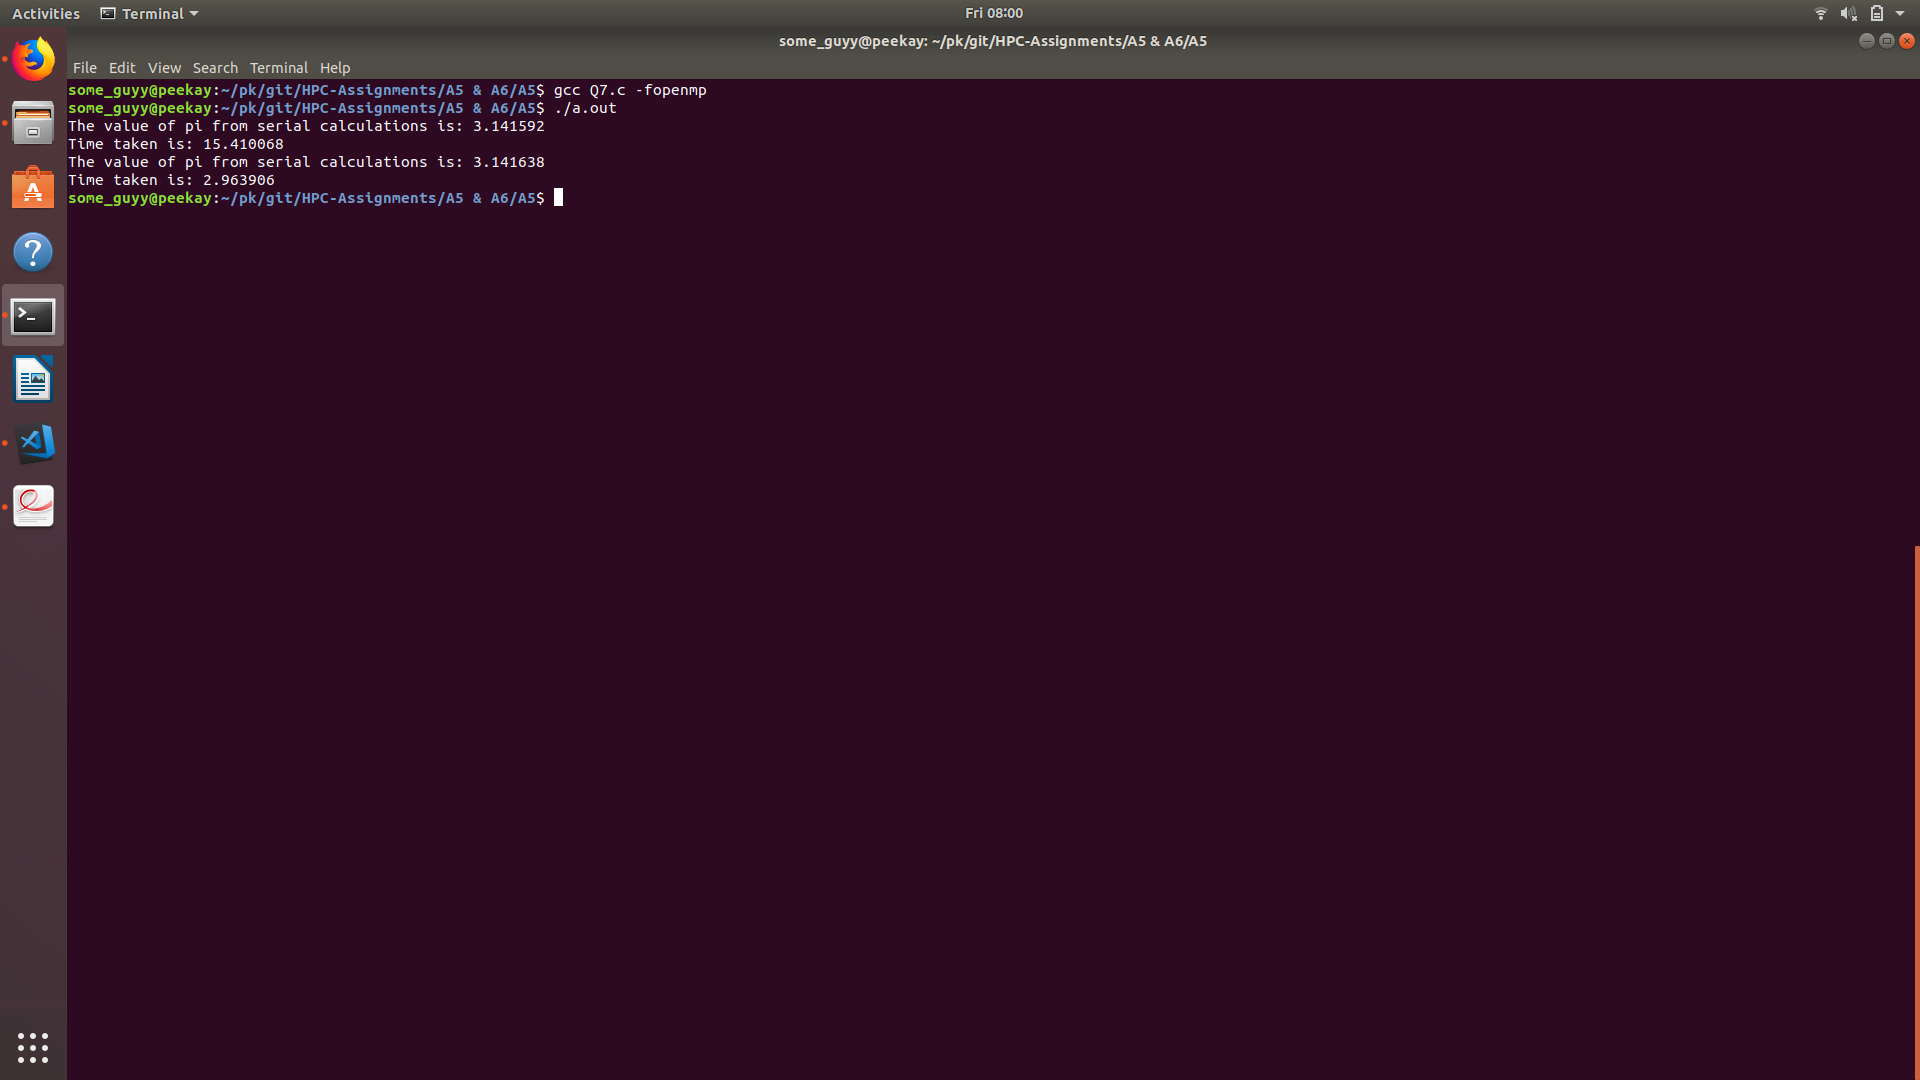 Activities
Terminal
Fri 08:00
some_guyy@peekay: ~/pk/git/HPC-Assignments/A5 & A6/A5
File Edit View Search Terminal Help
some_guyy@peekay:~/pk/git/HPC-Assignments/A5 & A6/A5$ gcc Q7.c -fopenmp
some_guyy@peekay:~/pk/git/HPC-Assignments/A5 & A6/A5$ ./a.out
The value of pi from serial calculations is: 3.141592
Time taken is: 15.410068
The value of pi from serial calculations is: 3.141638
Time taken is: 2.963906
some_guyy@peekay:~/pk/git/HPC-Assignments/A5 & A6/A5$